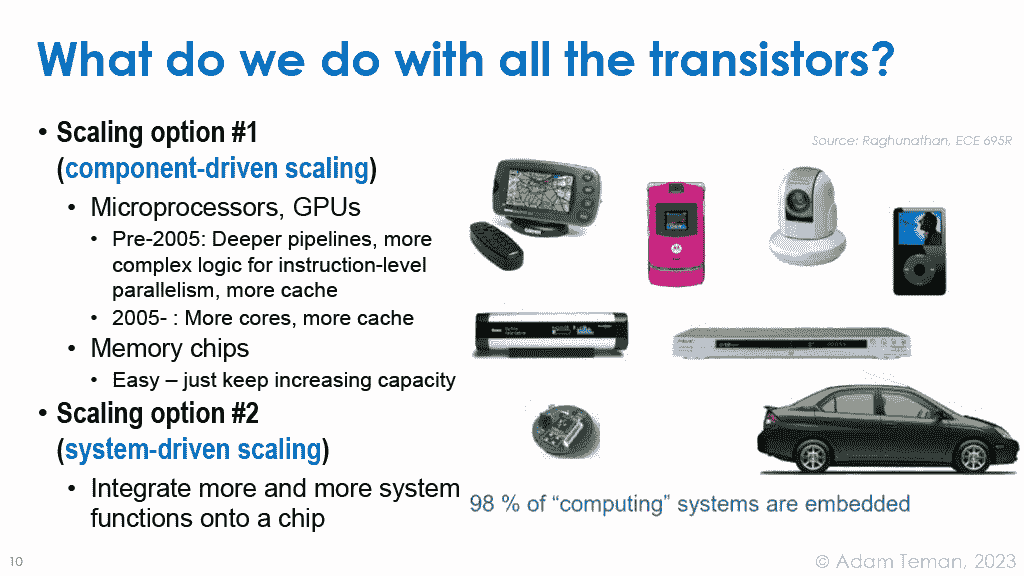 What do we do with all the transistors?
• Scaling option #1
(component-driven scaling)
• Microprocessors, GPUs
• Pre-2005: Deeper pipelines, more
complex logic for instruction-level
parallelism, more cache
• 2005- : More cores, more cache
• Memory chips
• Easy – just keep increasing capacity
• Scaling option #2
(system-driven scaling)
• Integrate more and more system
functions onto a chip
Source: Raghunathan, ECE 695R
98 % of “computing” systems are embedded
10
© Adam Teman, 2023